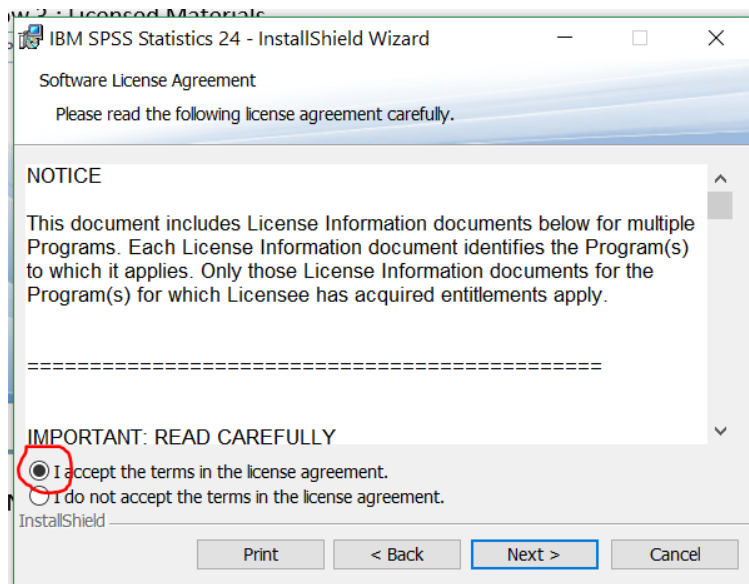 : Licensed Materials
IBM SPSS Statistics 24 - InstallShield Wizard
Software License Agreement
Please read the following license agreement carefully.
NOTICE
This document includes License Information documents below for multiple
Programs. Each License Information document identifies the Program(s)
to which it applies. Only those License Information documents for the
Program(s) for which Licensee has acquired entitlements apply.
==============================================
IMPORTANT: READ CAREFULLY
I accept the terms in the license agreement.
I do not accept the terms in the license agreement.
InstallShield
Print < Back Next > Cancel